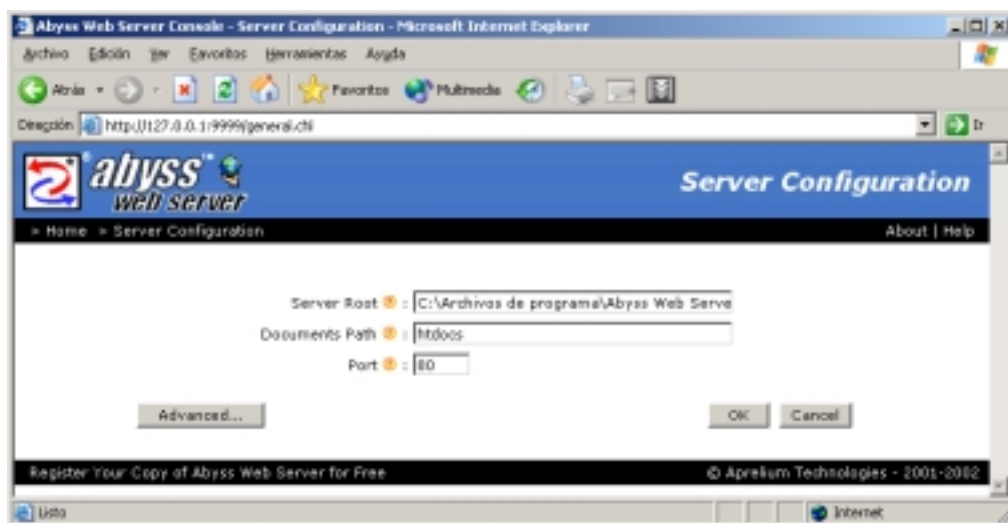 Abyss Web Server Console - Server Configuration - Microsoft Internet Explorer
Archivo Edición Ver Favoritos Herramientas Ayuda
Atrás Favoritos Multimedia
Dirección http://127.0.0.1:9999/general.chl Ir
abyss™ web server
Server Configuration
» Home » Server Configuration About | Help
Server Root : C:\Archivos de programa\Abyss Web Serve
Documents Path : htdocs
Port : 80
Advanced... OK Cancel
Register Your Copy of Abyss Web Server for Free © Aprelium Technologies - 2001-2002
Listo Internet